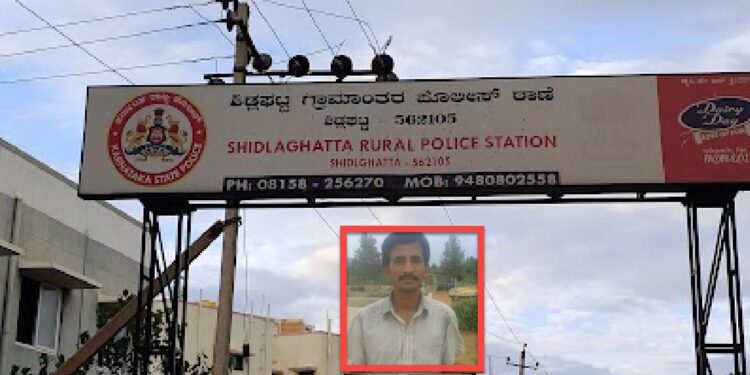 ಶಿಡ್ಲಘಟ್ಟ ಗ್ರಾಮಾಂತರ ಪೊಲೀಸ್ ಠಾಣೆ
ಶಿಡ್ಲಘಟ್ಟ - 562105
SHIDLAGHATTA RURAL POLICE STATION
SHIDLGHATTA - 562105
PH: 08158 - 256270 MOB: 9480802558
KARNATAKA STATE POLICE
Dairy
Day